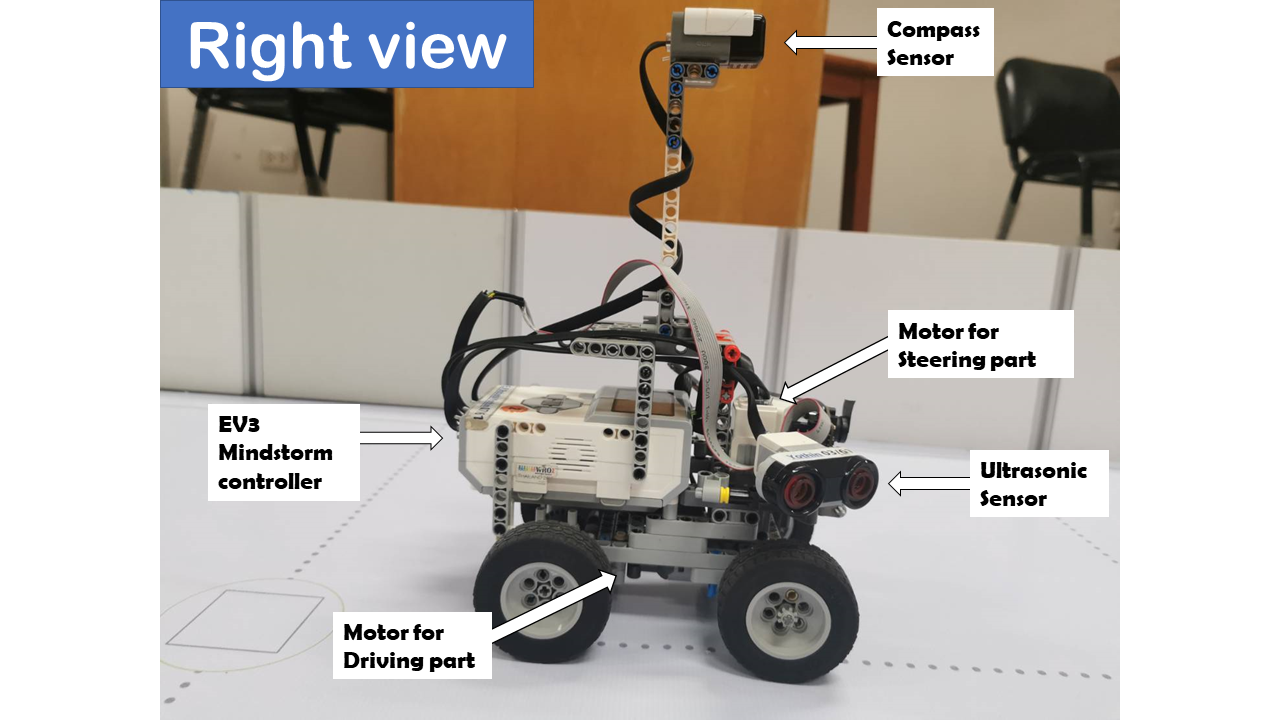 Right view
Compass
Sensor
Motor for
Steering part
EV3
Mindstorm
controller
Ultrasonic
Sensor
Motor for
Driving part